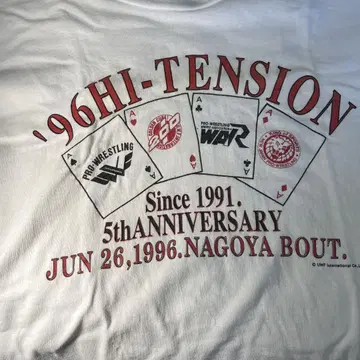 '96HI-TENSION
A
PRO-WRESTLING
A
A
PRO-WRESTLING
WAR
A
Since 1991.
5thANNIVERSARY
JUN 26,1996.NAGOYA BOUT.